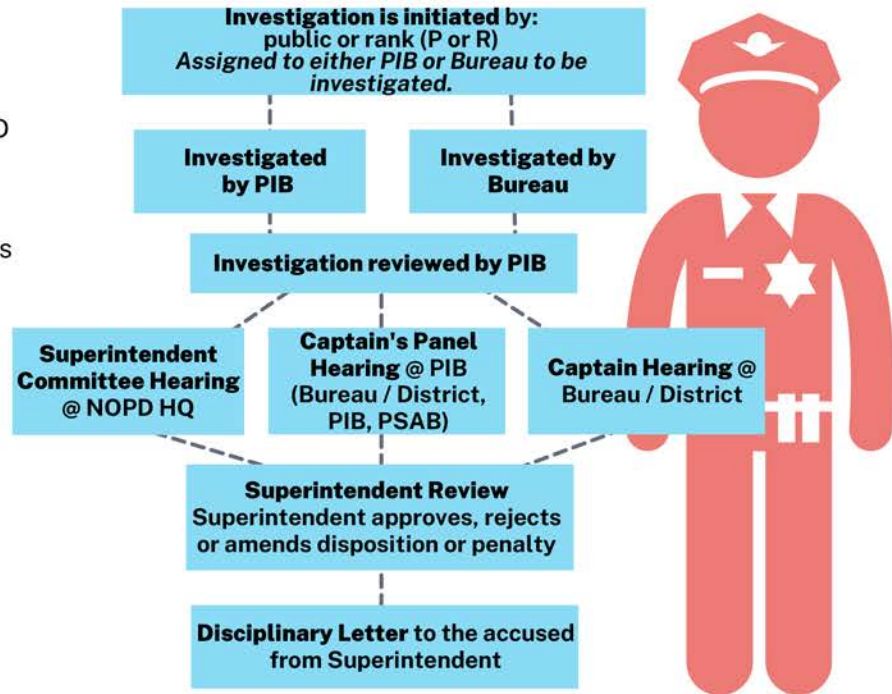 Investigation is initiated by:
public or rank (P or R)
Assigned to either PIB or Bureau to be
investigated.
Investigated
by PIB
Investigated by
Bureau
Investigation reviewed by PIB
Superintendent
Committee Hearing
@ NOPD HQ
Captain's Panel
Hearing @ PIB
(Bureau / District,
PIB, PSAB)
Captain Hearing @
Bureau / District
Superintendent Review
Superintendent approves, rejects
or amends disposition or penalty
Disciplinary Letter to the accused
from Superintendent